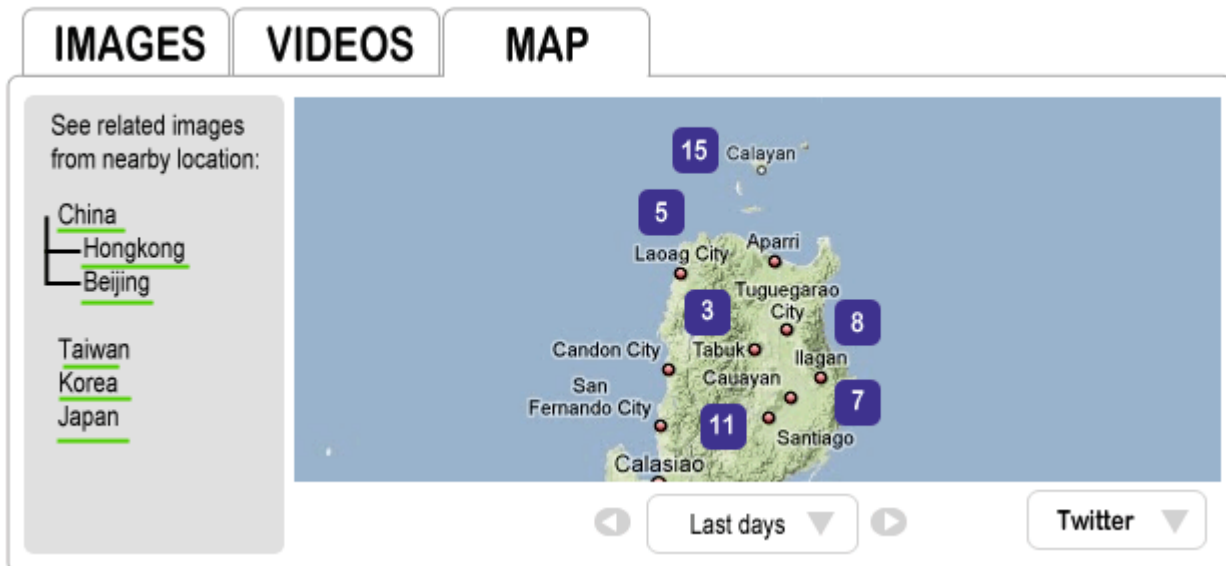 IMAGES
VIDEOS
MAP
See related images
from nearby location:
China
Hongkong
Beijing
Taiwan
Korea
Japan
15
Calayan
5
Laoag City
Aparri
3
Tuguegarao
City
8
Candon City
Tabuk
Ilagan
Cauayan
San
Fernando City
7
11
Santiago
Calasiao
Last days
Twitter